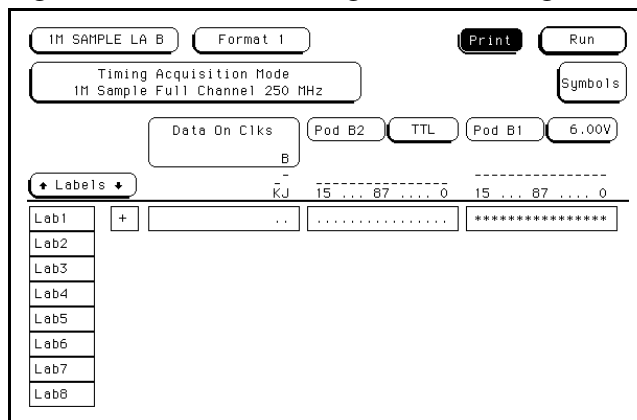 1M SAMPLE LA B Format 1 Print Run
Timing Acquisition Mode
1M Sample Full Channel 250 MHz
Symbols
Data On Clks Pod B2 TTL Pod B1 6.00V
B
↑ Labels ↓ KJ 15 ... 87 .... 0 15 ... 87 .... 0
Lab1 + .. ................ ****************
Lab2
Lab3
Lab4
Lab5
Lab6
Lab7
Lab8